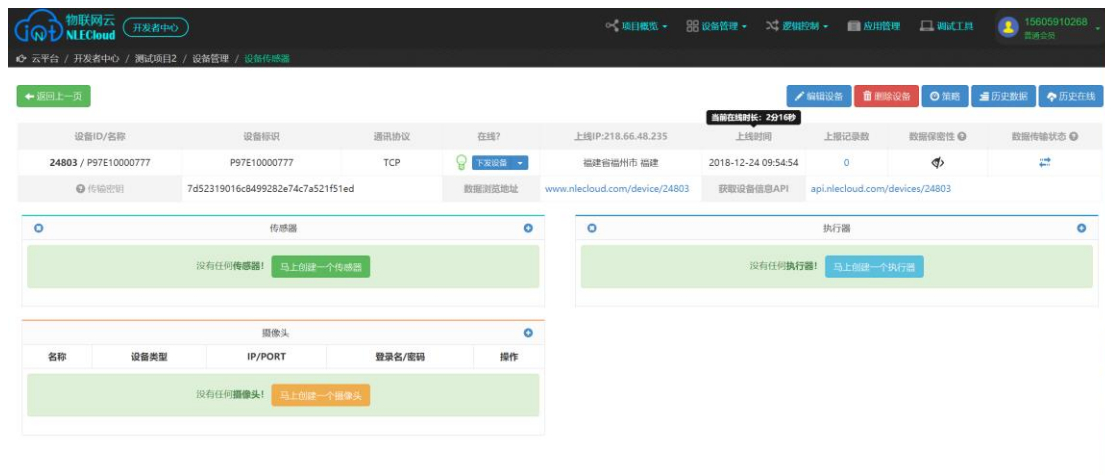 物联网云
NLECloud
开发者中心
项目概览
设备管理
逻辑控制
应用管理
调试工具
15605910268
普通会员
云平台 / 开发者中心 / 测试项目2 / 设备管理 / 设备传感器
返回上一页
编辑设备
删除设备
策略
历史数据
历史在线
当前在线时长：2分16秒
设备ID/名称 设备标识 通讯协议 在线? 上线IP:218.66.48.235 上线时间 上报记录数 数据保密性 数据传输状态
24803 / P97E10000777 P97E10000777 TCP 下发设备 福建省福州市 福建 2018-12-24 09:54:54 0
传输密钥 7d52319016c8499282e74c7a521f51ed 数据浏览地址 www.nlecloud.com/device/24803 获取设备信息API api.nlecloud.com/devices/24803
传感器
没有任何传感器! 马上创建一个传感器
执行器
没有任何执行器! 马上创建一个执行器
摄像头
名称 设备类型 IP/PORT 登录名/密码 操作
没有任何摄像头! 马上创建一个摄像头